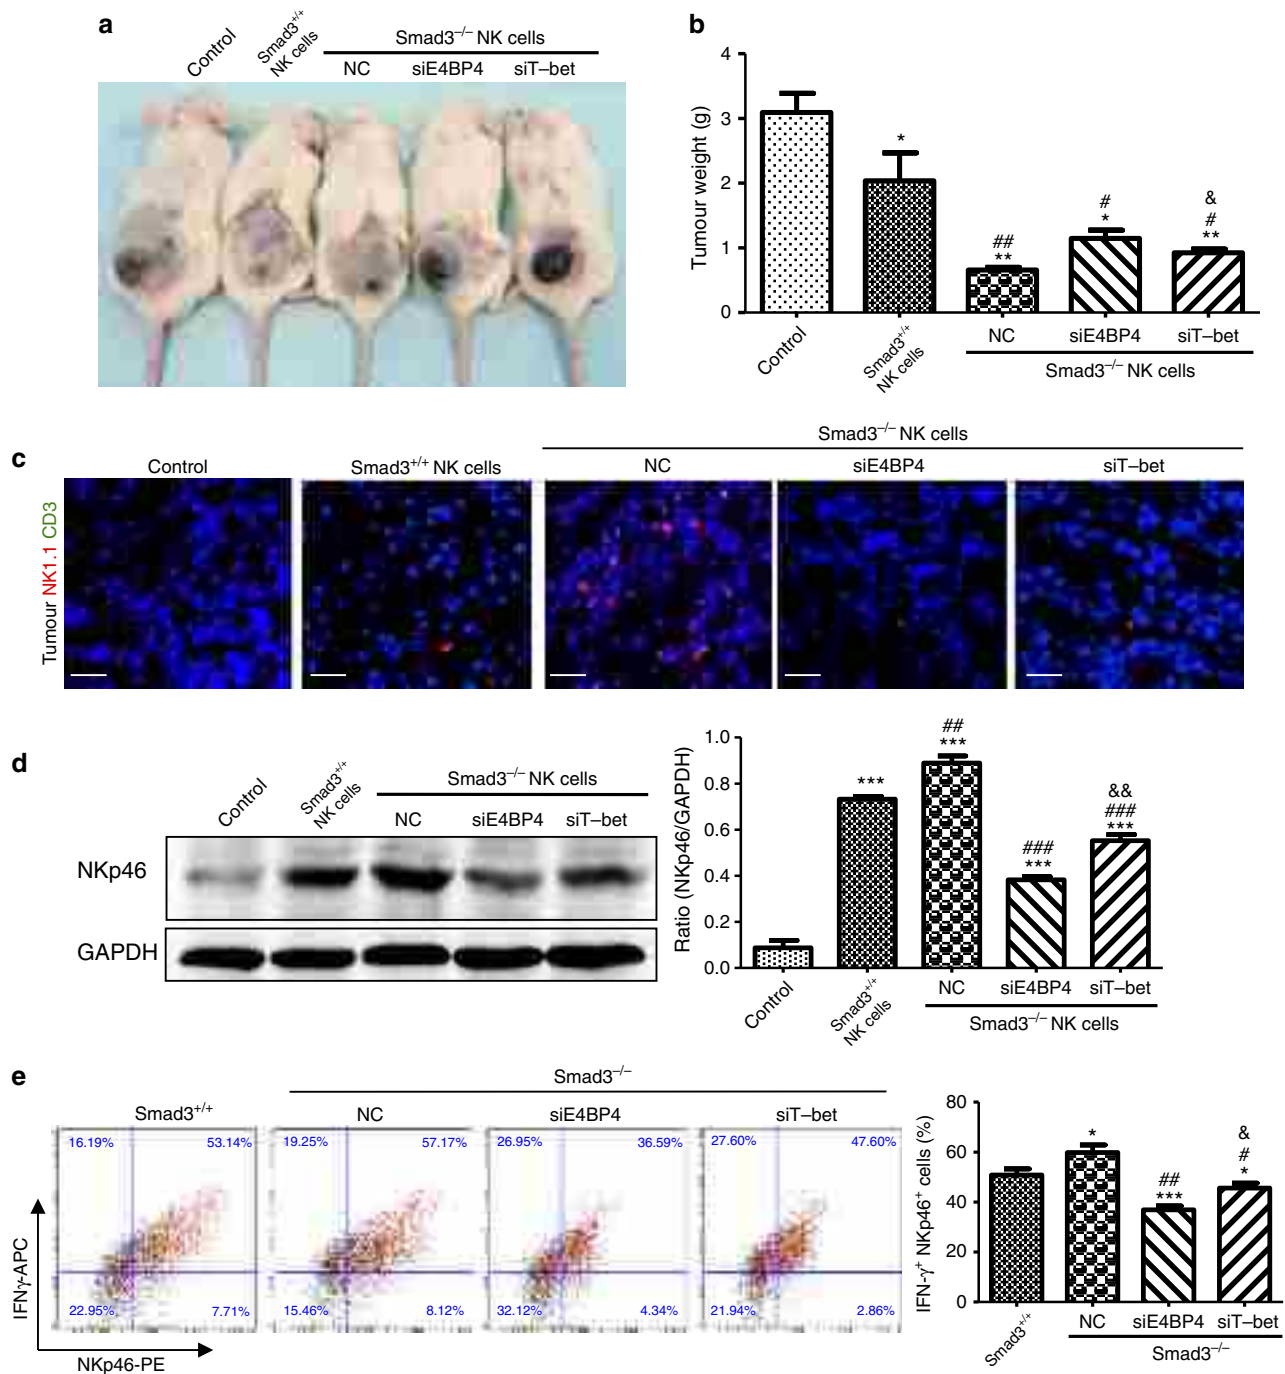 a
Control
Smad3+/+
NK cells
Smad3–/– NK cells
NC
siE4BP4
siT–bet
b
Tumour weight (g)
4
3
2
1
0
*
##
**
#
*
&
#
**
Control
Smad3+/+
NK cells
NC
siE4BP4
siT–bet
Smad3–/– NK cells
c
Smad3–/– NK cells
Control
Smad3+/+ NK cells
NC
siE4BP4
siT–bet
Tumour NK1.1 CD3
d
Control
Smad3+/+
NK cells
Smad3–/– NK cells
NC
siE4BP4
siT–bet
NKp46
GAPDH
Ratio (NKp46/GAPDH)
1.0
0.8
0.6
0.4
0.2
0.0
***
##
***
###
***
&&
###
***
Control
Smad3+/+
NK cells
NC
siE4BP4
siT–bet
Smad3–/– NK cells
e
Smad3–/–
Smad3+/+
NC
siE4BP4
siT–bet
16.19%
53.14%
22.95%
7.71%
19.25%
57.17%
15.46%
8.12%
26.95%
36.59%
32.12%
4.34%
27.60%
47.60%
21.94%
2.86%
IFNγ-APC
NKp46-PE
IFN-γ+ NKp46+ cells (%)
80
60
40
20
0
*
##
***
&
#
*
Smad3+/+
NC
siE4BP4
siT–bet
Smad3–/–